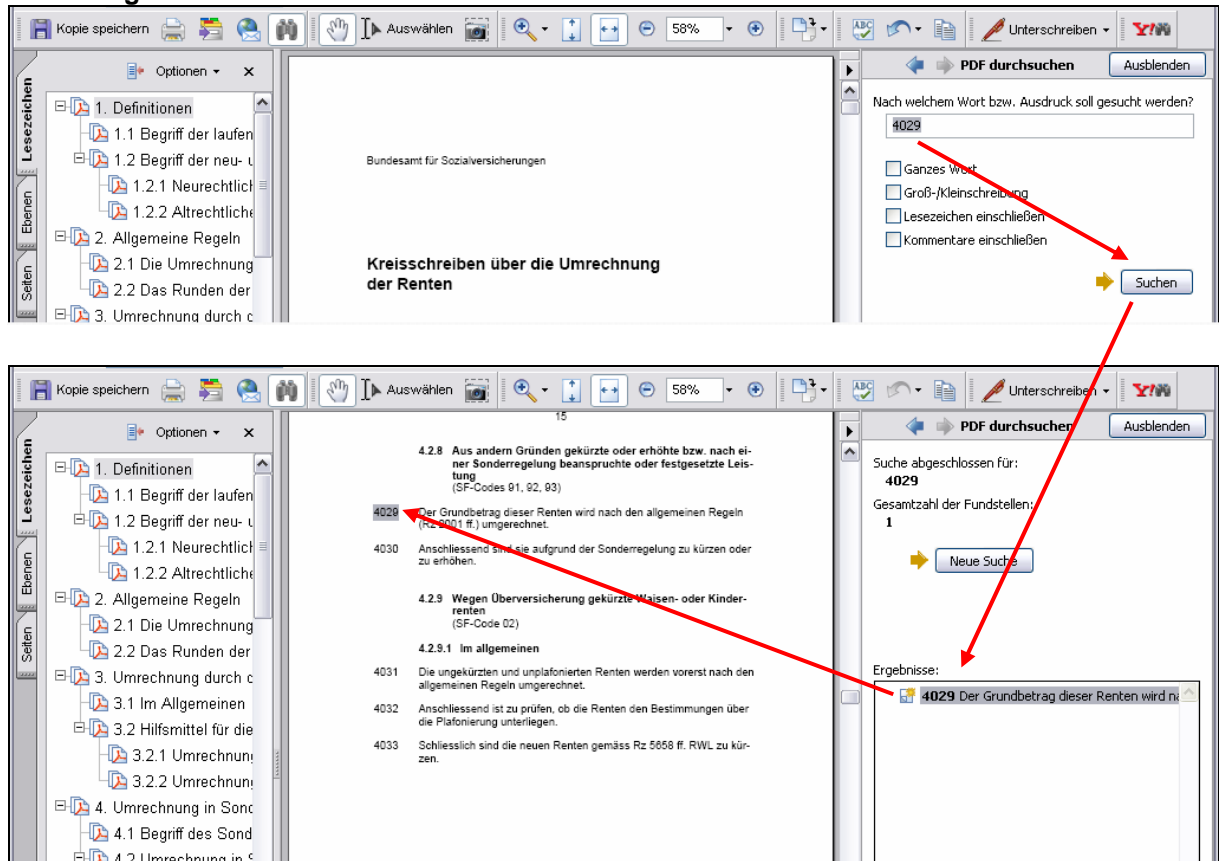 Kopie speichern Auswählen 58% ABC Unterschreiben Y!
Lesezeichen
Ebenen
Seiten
Optionen x
1. Definitionen
1.1 Begriff der laufen
1.2 Begriff der neu- u
1.2.1 Neurechtlich
1.2.2 Altrechtliche
2. Allgemeine Regeln
2.1 Die Umrechnung
2.2 Das Runden der
3. Umrechnung durch d
Bundesamt für Sozialversicherungen
Kreisschreiben über die Umrechnung
der Renten
PDF durchsuchen Ausblenden
Nach welchem Wort bzw. Ausdruck soll gesucht werden?
4029
Ganzes Wort
Groß-/Kleinschreibung
Lesezeichen einschließen
Kommentare einschließen
Suchen
Kopie speichern Auswählen 58% ABC Unterschreiben Y!
Lesezeichen
Ebenen
Seiten
Optionen x
1. Definitionen
1.1 Begriff der laufen
1.2 Begriff der neu- u
1.2.1 Neurechtlich
1.2.2 Altrechtliche
2. Allgemeine Regeln
2.1 Die Umrechnung
2.2 Das Runden der
3. Umrechnung durch d
3.1 Im Allgemeinen
3.2 Hilfsmittel für die
3.2.1 Umrechnung
3.2.2 Umrechnung
4. Umrechnung in Sond
4.1 Begriff des Sond
4.2 Umrechnung in S
15
4.2.8 Aus andern Gründen gekürzte oder erhöhte bzw. nach ei-
ner Sonderregelung beanspruchte oder festgesetzte Leis-
tung
(SF-Codes 91, 92, 93)
4029 Der Grundbetrag dieser Renten wird nach den allgemeinen Regeln
(Rz 2001 ff.) umgerechnet.
4030 Anschliessend sind sie aufgrund der Sonderregelung zu kürzen oder
zu erhöhen.
4.2.9 Wegen Überversicherung gekürzte Waisen- oder Kinder-
renten
(SF-Code 02)
4.2.9.1 Im allgemeinen
4031 Die ungekürzten und unplafonierten Renten werden vorerst nach den
allgemeinen Regeln umgerechnet.
4032 Anschliessend ist zu prüfen, ob die Renten den Bestimmungen über
die Plafonierung unterliegen.
4033 Schliesslich sind die neuen Renten gemäss Rz 5658 ff. RWL zu kür-
zen.
PDF durchsuchen Ausblenden
Suche abgeschlossen für:
4029
Gesamtzahl der Fundstellen:
1
Neue Suche
Ergebnisse:
4029 Der Grundbetrag dieser Renten wird na